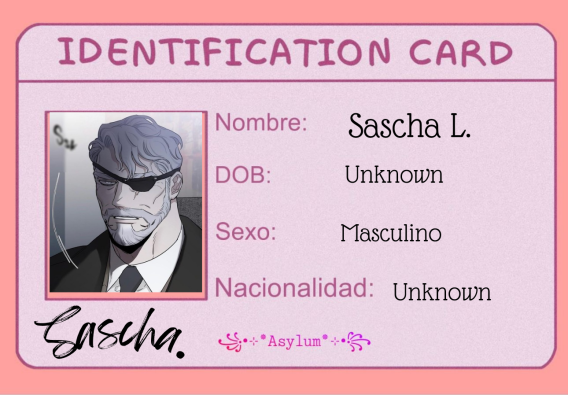 IDENTIFICATION CARD
Nombre: Sascha L.
DOB: Unknown
Sexo: Masculino
Nacionalidad: Unknown
Sascha.
*Asylum*